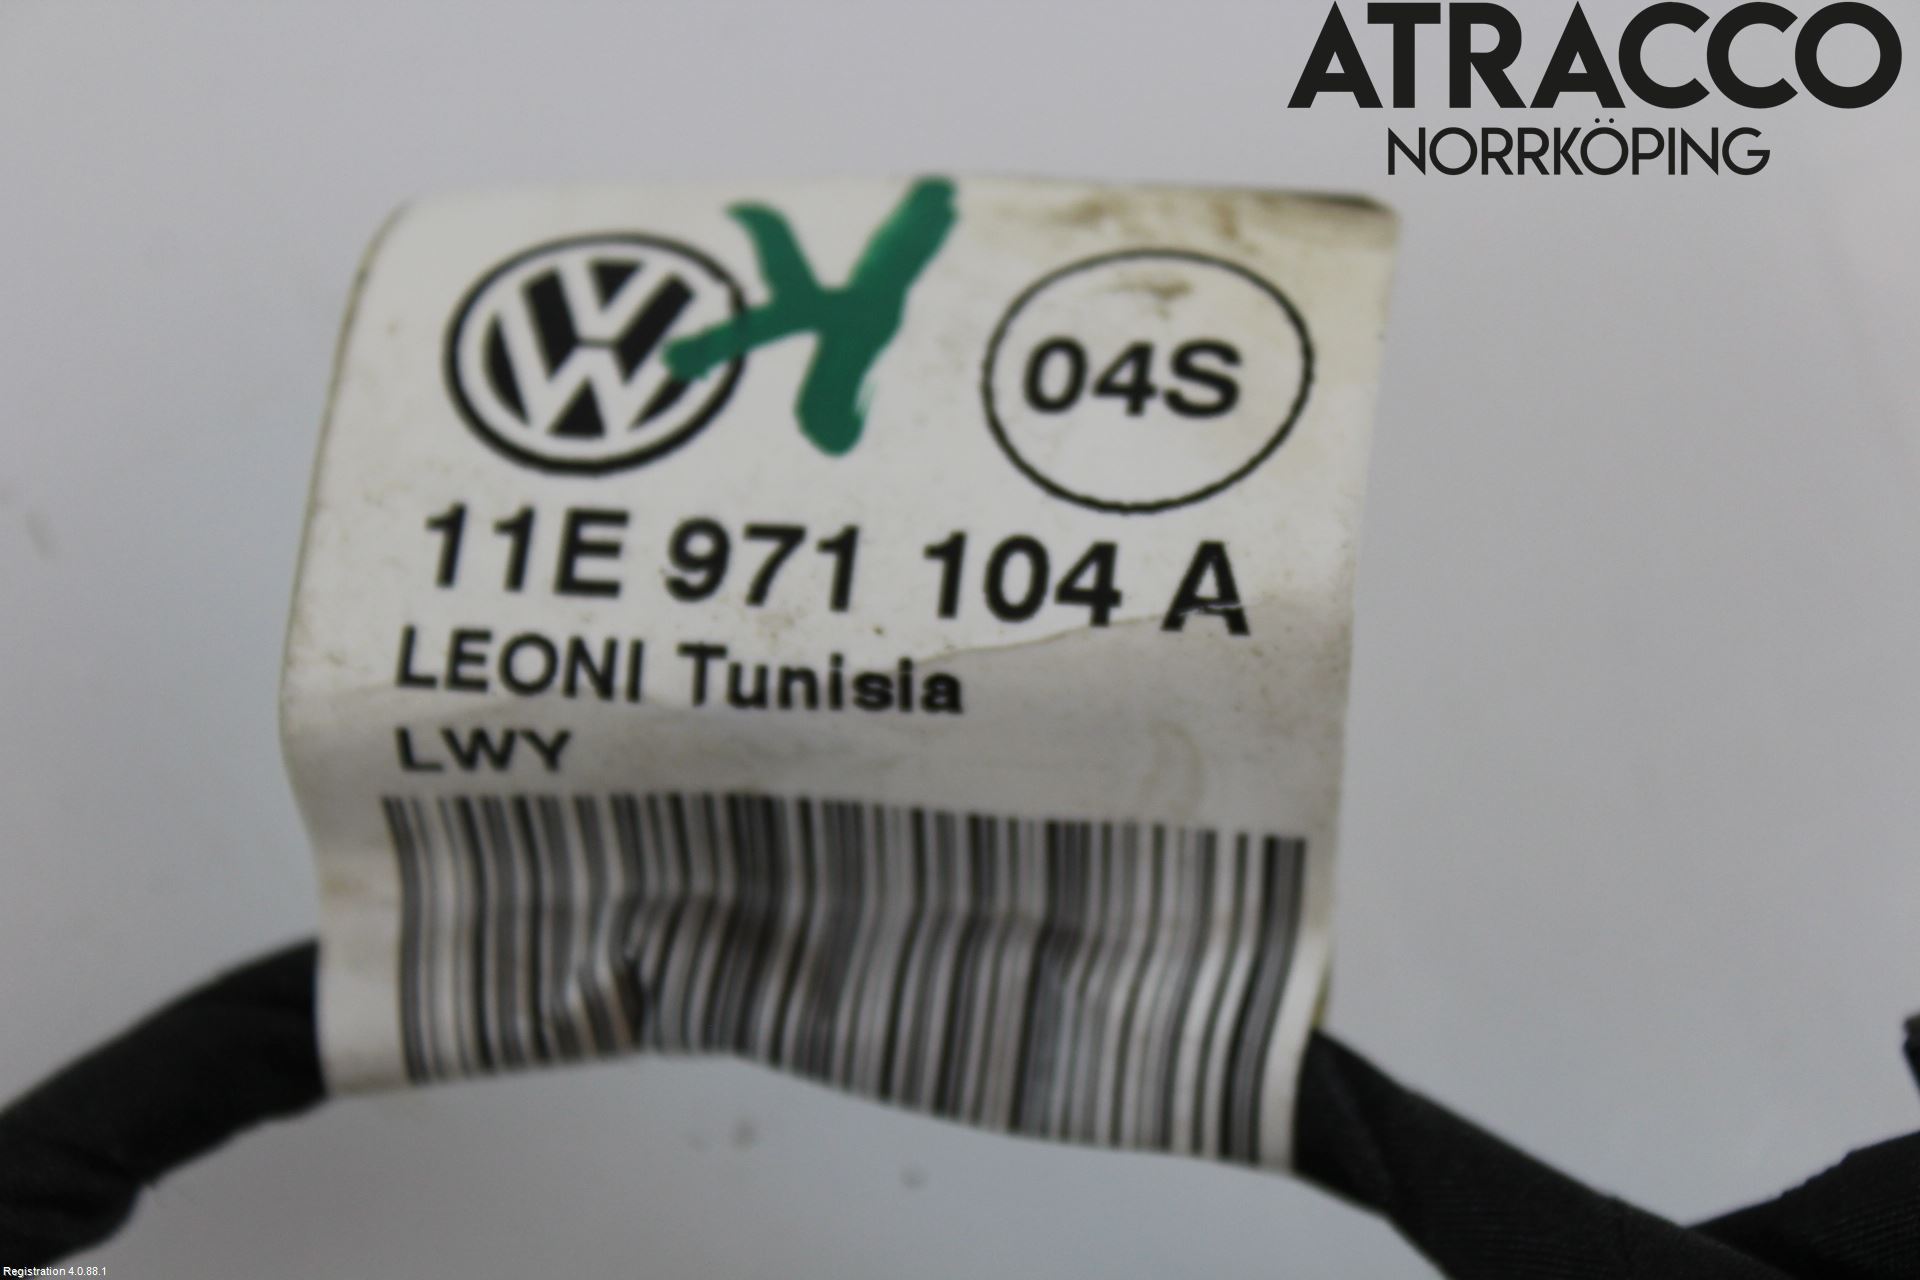 ATRACCO
NORRKÖPING
04S
11E 971 104 A
LEONI Tunisia
LWY
Registration 4.0.88.1